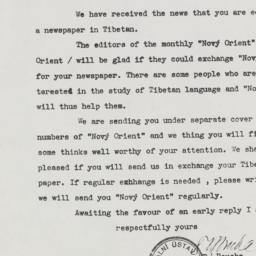 We have received the news that you are e
a newspaper in Tibetan.
The editors of the monthly "Nový Orient"
Orient / will be glad if they could exchange "Nov
for your newspaper. There are some people who are
terested in the study of Tibetan language and "No
will thus help them.
We are sending you under separate cover
numbers of "Nový Orient" and we thing you will fi
some thinks well worthy of your attention. We she
pleased if you will send us in exchange your Tibe
paper. If regular exhhange is needed , please wri
we will send you "Nový Orient" regularly.
Awaiting the favour of an early reply I
respectfully yours
ÁLNÍ ÚSTAV